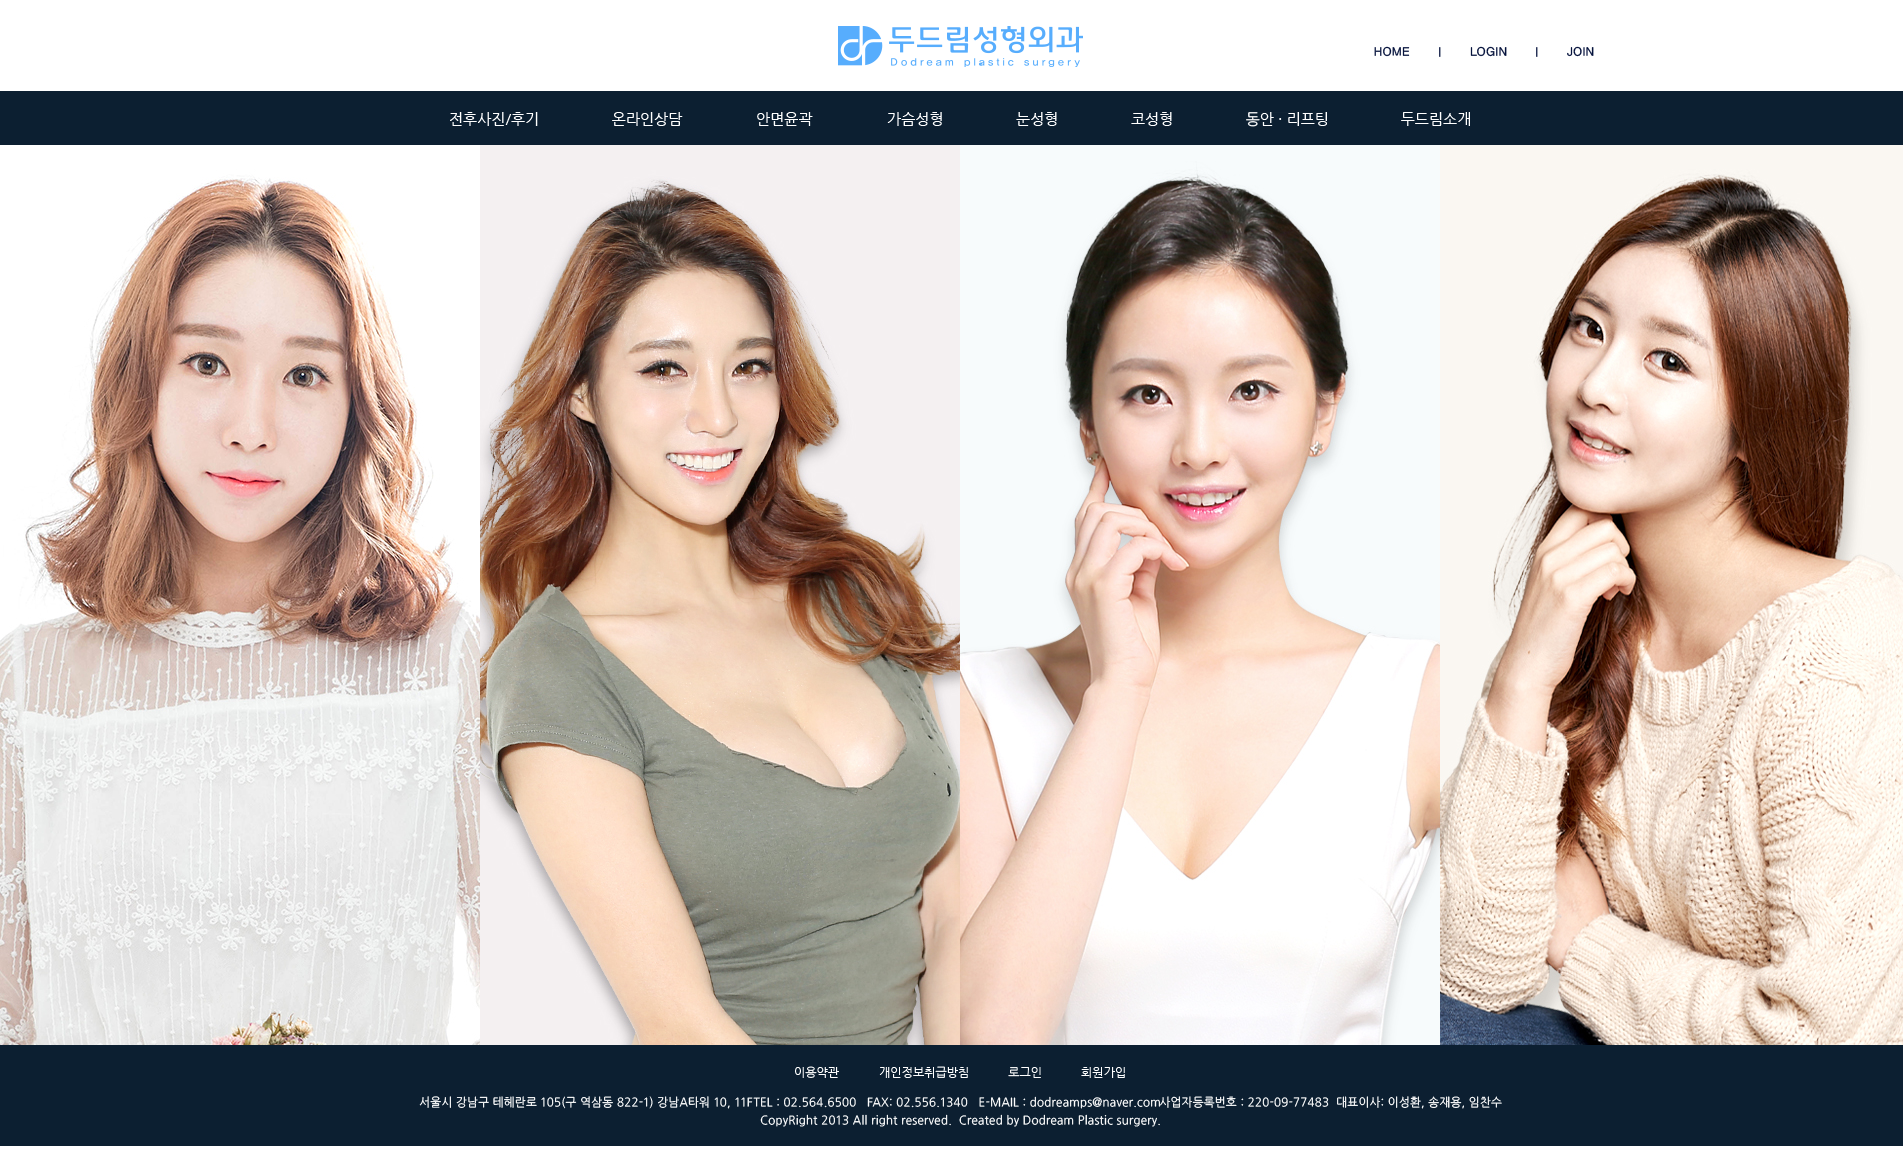 두드림성형외과
Dodream plastic surgery
HOME | LOGIN | JOIN
전후사진/후기 온라인상담 안면윤곽 가슴성형 눈성형 코성형 동안 · 리프팅 두드림소개
이용약관 개인정보취급방침 로그인 회원가입
서울시 강남구 테헤란로 105(구 역삼동 822-1) 강남A타워 10, 11FTEL : 02.564.6500 FAX: 02.556.1340 E-MAIL : dodreamps@naver.com사업자등록번호 : 220-09-77483 대표이사: 이성환, 송재용, 임찬수
CopyRight 2013 All right reserved. Created by Dodream Plastic surgery.